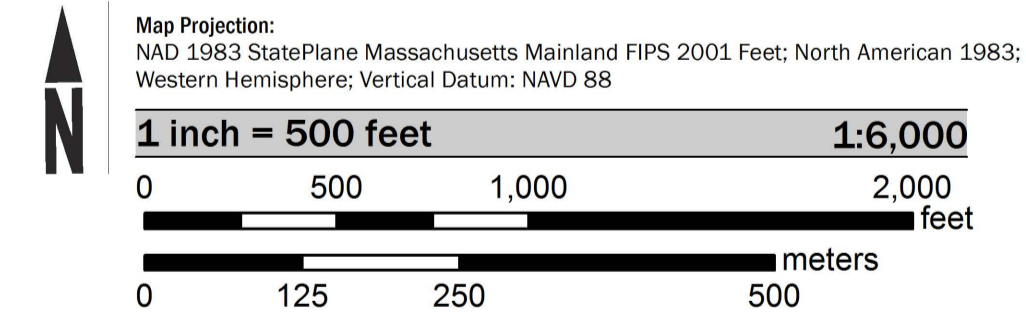 N
Map Projection:
NAD 1983 StatePlane Massachusetts Mainland FIPS 2001 Feet; North American 1983;
Western Hemisphere; Vertical Datum: NAVD 88
1 inch = 500 feet 1:6,000
0 500 1,000 2,000
feet
meters
0 125 250 500